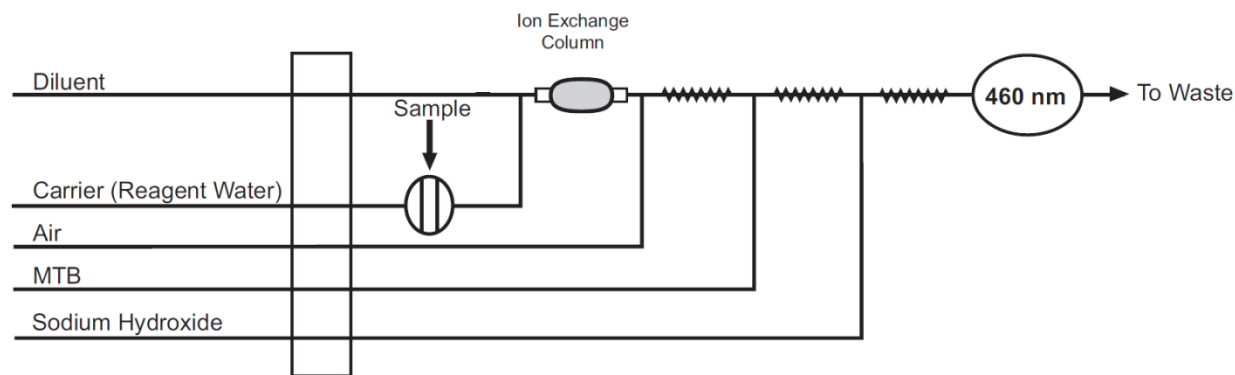 Ion Exchange
Column
Diluent
Sample
460 nm
To Waste
Carrier (Reagent Water)
Air
MTB
Sodium Hydroxide